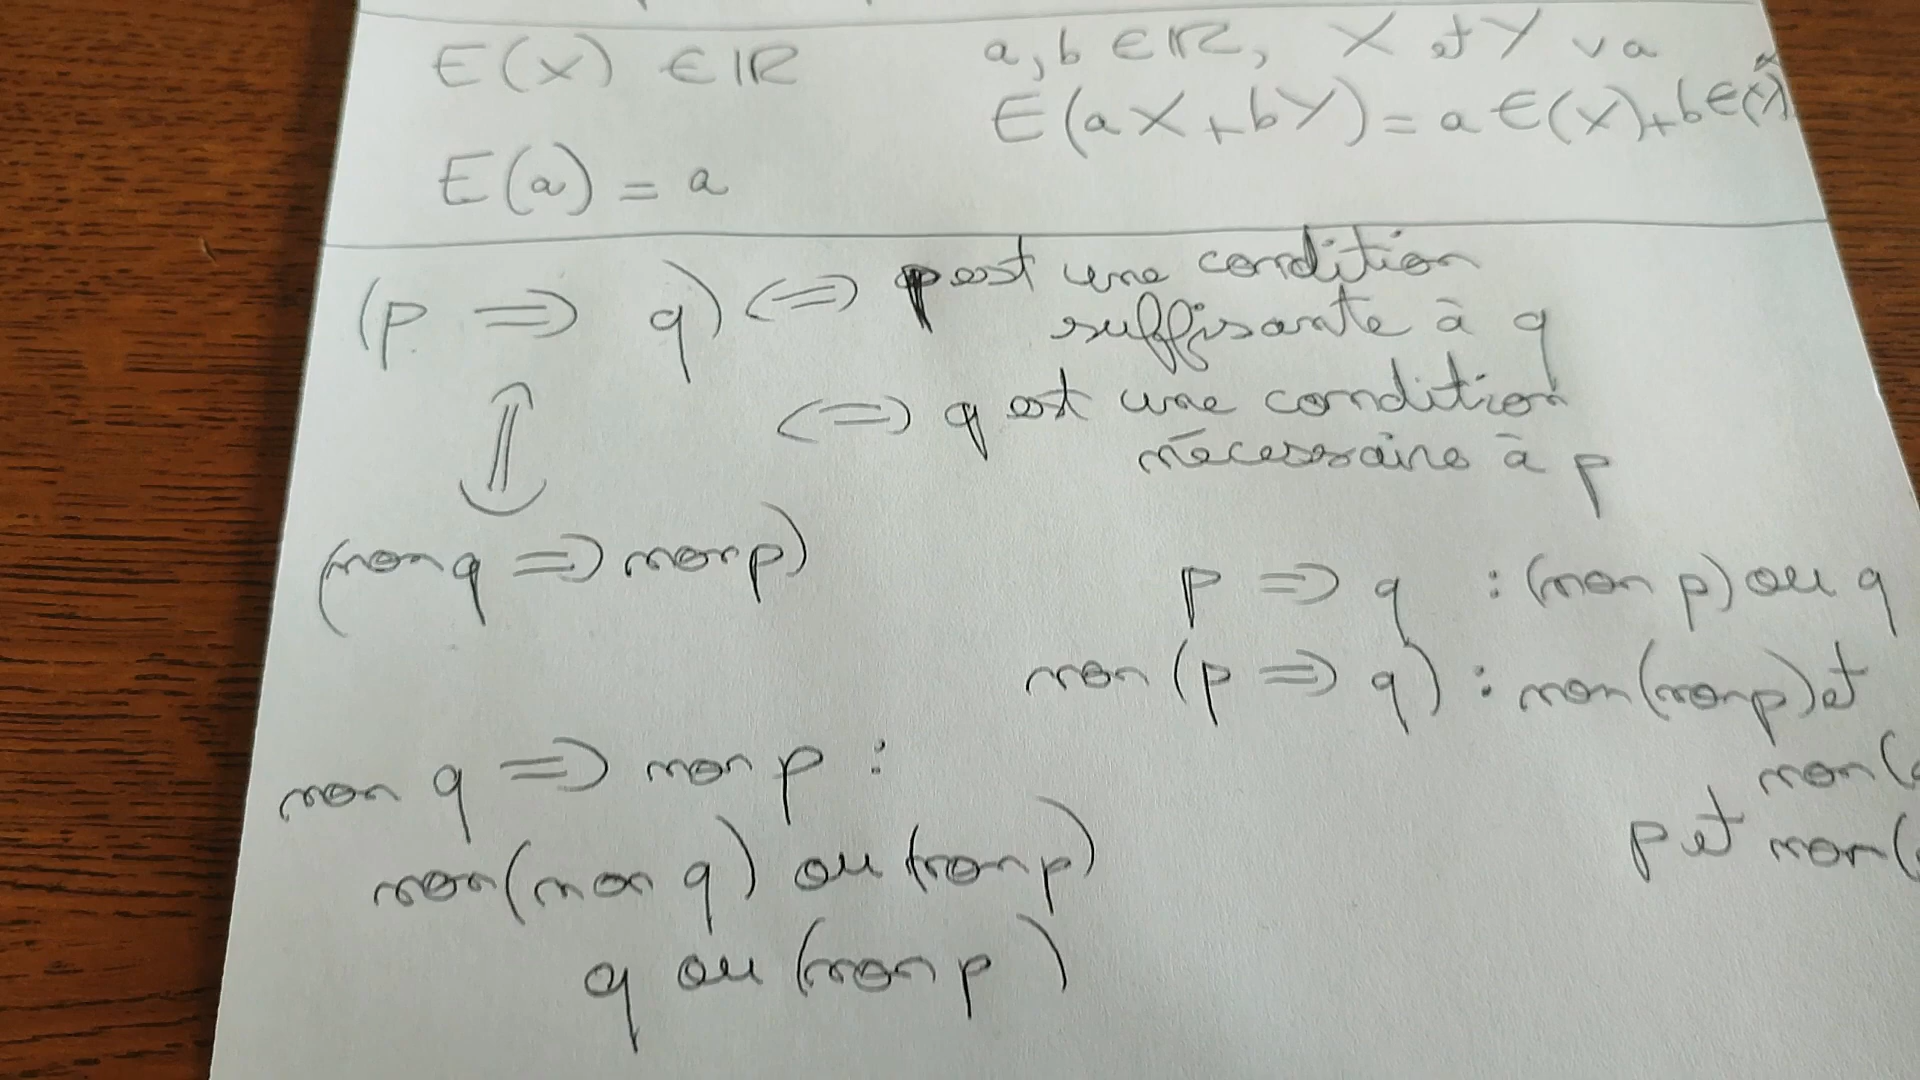 E(X) ∈ ℝ
a, b ∈ ℝ, X et Y va
E(aX + bY) = a E(X) + b E(Y)
E(a) = a
(p ⟹ q) ⟺ p est une condition
suffisante à q
⟺ q est une condition
nécessaire à p
⇕
(non q ⟹ non p)
p ⟹ q : (non p) ou q
non (p ⟹ q) : non (non p) et
non (
p et non (
non q ⟹ non p :
non (non q) ou (non p)
q ou (non p)